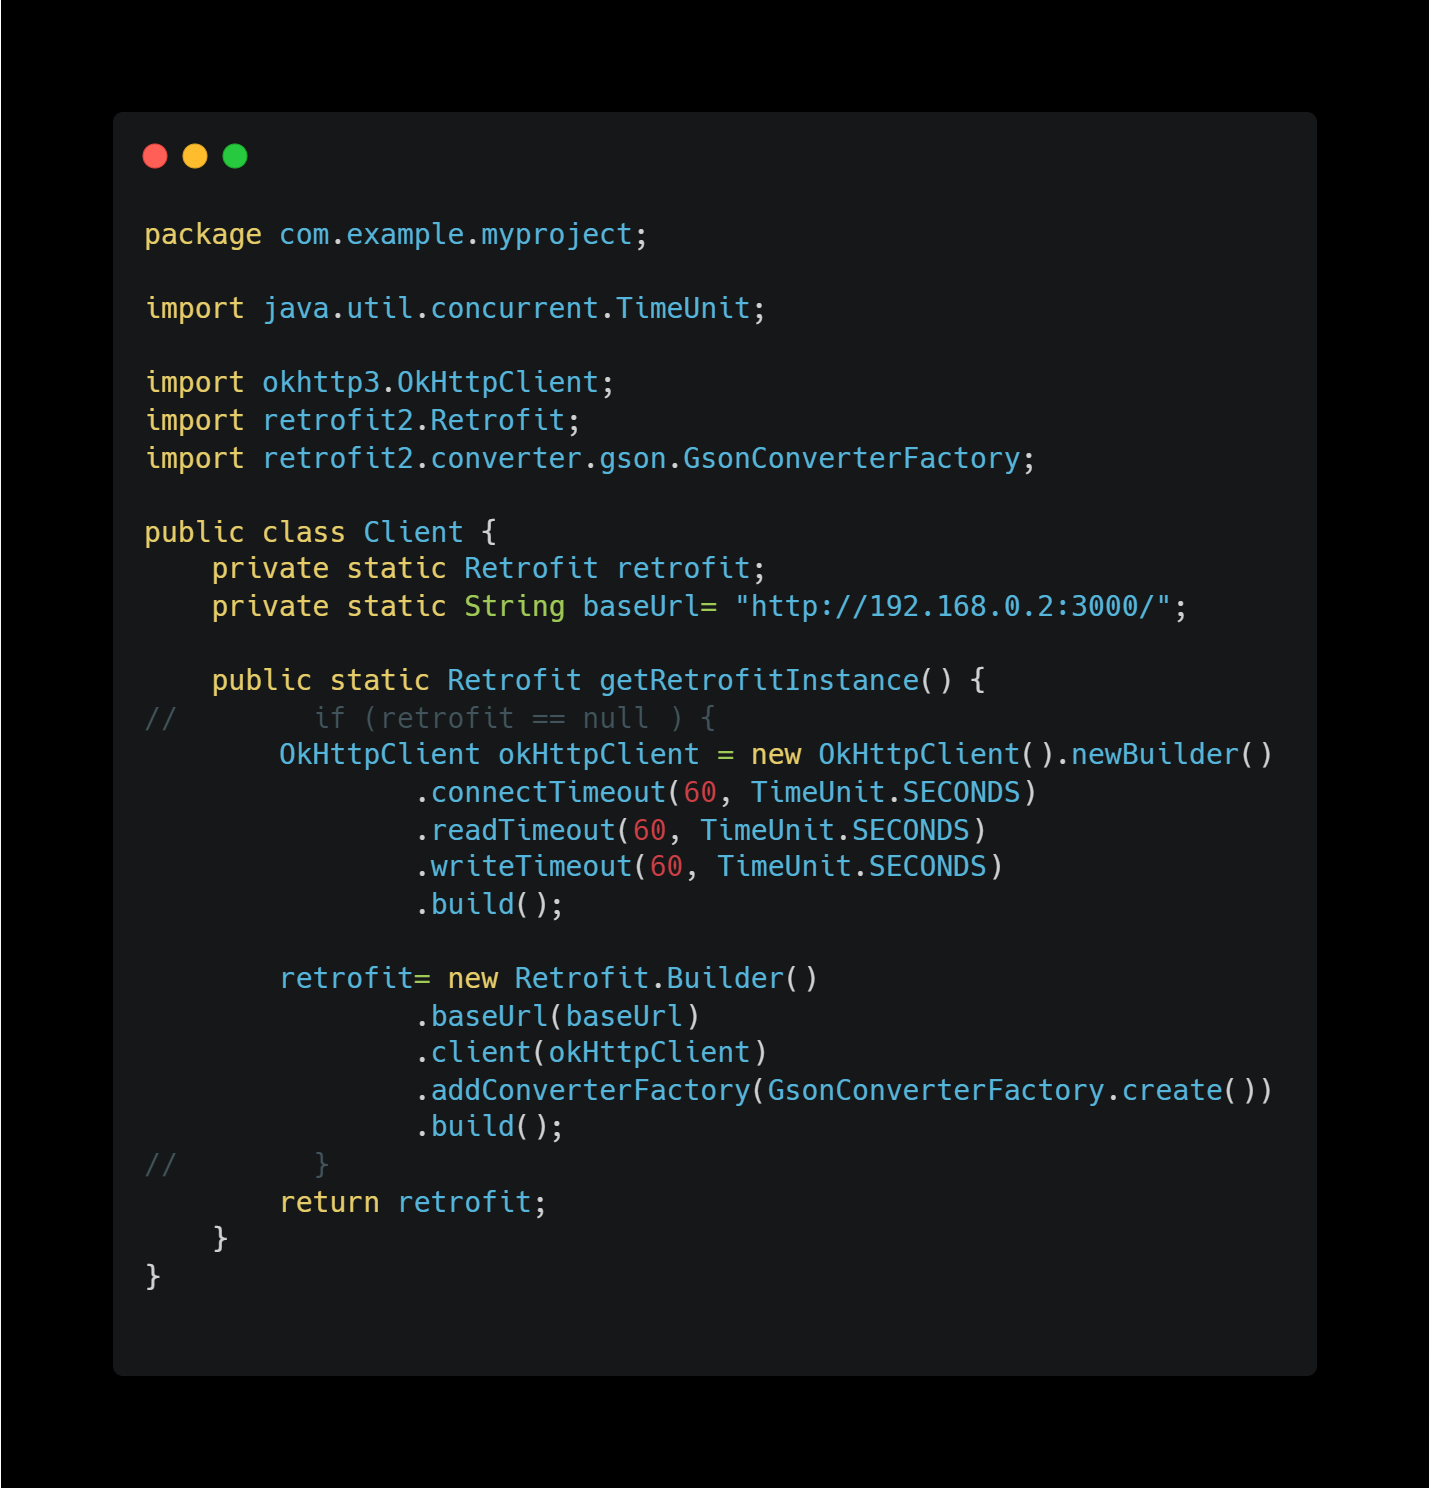 package com.example.myproject;

import java.util.concurrent.TimeUnit;

import okhttp3.OkHttpClient;
import retrofit2.Retrofit;
import retrofit2.converter.gson.GsonConverterFactory;

public class Client {
    private static Retrofit retrofit;
    private static String baseUrl= "http://192.168.0.2:3000/";

    public static Retrofit getRetrofitInstance() {
//        if (retrofit == null ) {
        OkHttpClient okHttpClient = new OkHttpClient().newBuilder()
                .connectTimeout(60, TimeUnit.SECONDS)
                .readTimeout(60, TimeUnit.SECONDS)
                .writeTimeout(60, TimeUnit.SECONDS)
                .build();

        retrofit= new Retrofit.Builder()
                .baseUrl(baseUrl)
                .client(okHttpClient)
                .addConverterFactory(GsonConverterFactory.create())
                .build();
//        }
        return retrofit;
    }
}